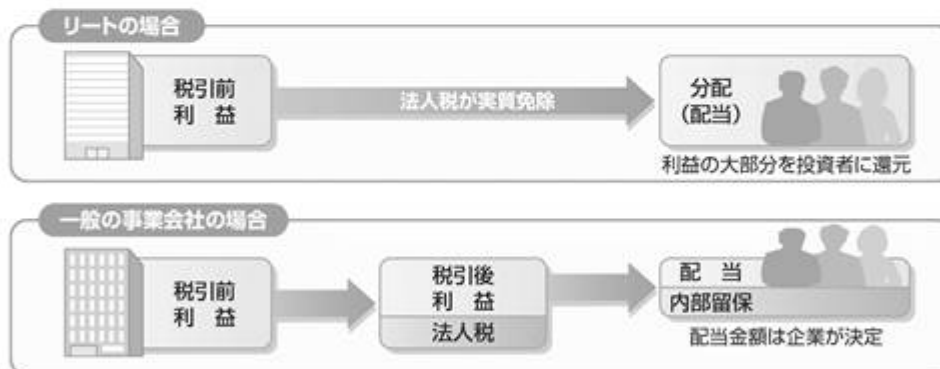 リートの場合
税引前
利 益
法人税が実質免除
分配
(配当)
利益の大部分を投資者に還元
一般の事業会社の場合
税引前
利 益
税引後
利 益
法人税
配 当
内部留保
配当金額は企業が決定